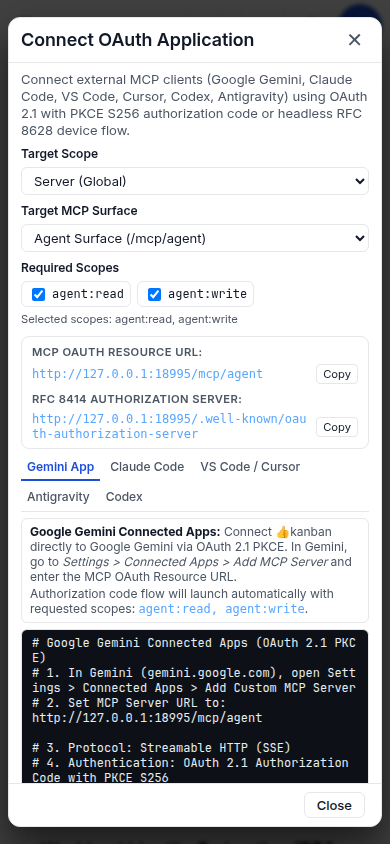 Connect OAuth Application
Connect external MCP clients (Google Gemini, Claude
Code, VS Code, Cursor, Codex, Antigravity) using OAuth
2.1 with PKCE S256 authorization code or headless RFC
8628 device flow.
Target Scope
Server (Global)
Target MCP Surface
Agent Surface (/mcp/agent)
Required Scopes
agent:read agent:write
Selected scopes: agent:read, agent:write
MCP OAUTH RESOURCE URL:
http://127.0.0.1:18995/mcp/agent
Copy
RFC 8414 AUTHORIZATION SERVER:
http://127.0.0.1:18995/.well-known/oau
th-authorization-server
Copy
Gemini App Claude Code VS Code / Cursor
Antigravity Codex
Google Gemini Connected Apps: Connect 👍kanban
directly to Google Gemini via OAuth 2.1 PKCE. In Gemini,
go to Settings > Connected Apps > Add MCP Server and
enter the MCP OAuth Resource URL.
Authorization code flow will launch automatically with
requested scopes: agent:read, agent:write.
# Google Gemini Connected Apps (OAuth 2.1 PKC
E)
# 1. In Gemini (gemini.google.com), open Sett
ings > Connected Apps > Add Custom MCP Server
# 2. Set MCP Server URL to:
http://127.0.0.1:18995/mcp/agent
# 3. Protocol: Streamable HTTP (SSE)
# 4. Authentication: OAuth 2.1 Authorization
Code with PKCE S256
Close